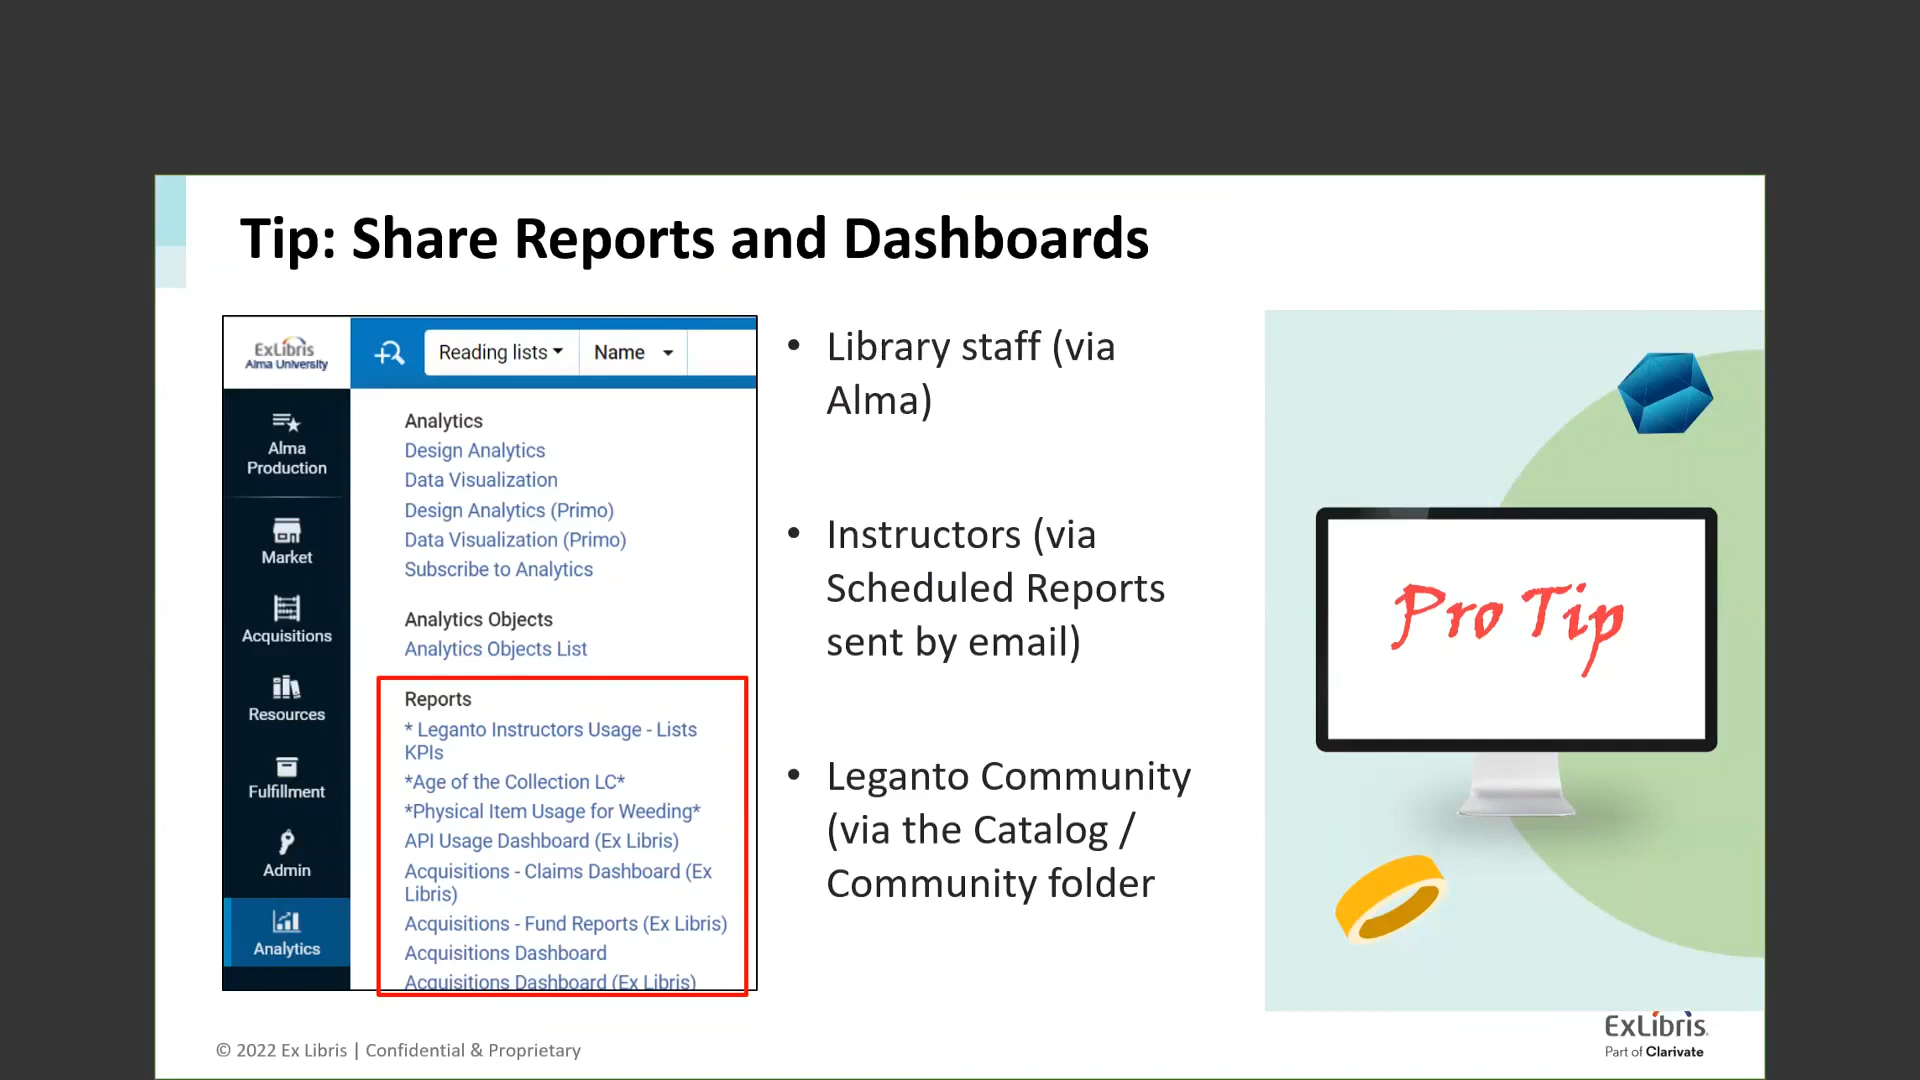 Tip: Share Reports and Dashboards
ExLibris
Alma University
Reading lists
Name
Alma
Production
Market
Acquisitions
Resources
Fulfillment
Admin
Analytics
Analytics
Design Analytics
Data Visualization
Design Analytics (Primo)
Data Visualization (Primo)
Subscribe to Analytics
Analytics Objects
Analytics Objects List
Reports
* Leganto Instructors Usage - Lists
KPIs
*Age of the Collection LC*
*Physical Item Usage for Weeding*
API Usage Dashboard (Ex Libris)
Acquisitions - Claims Dashboard (Ex
Libris)
Acquisitions - Fund Reports (Ex Libris)
Acquisitions Dashboard
Acquisitions Dashboard (Ex Libris)
• Library staff (via
Alma)
• Instructors (via
Scheduled Reports
sent by email)
• Leganto Community
(via the Catalog /
Community folder
Pro Tip
© 2022 Ex Libris | Confidential & Proprietary
ExLibris
Part of Clarivate